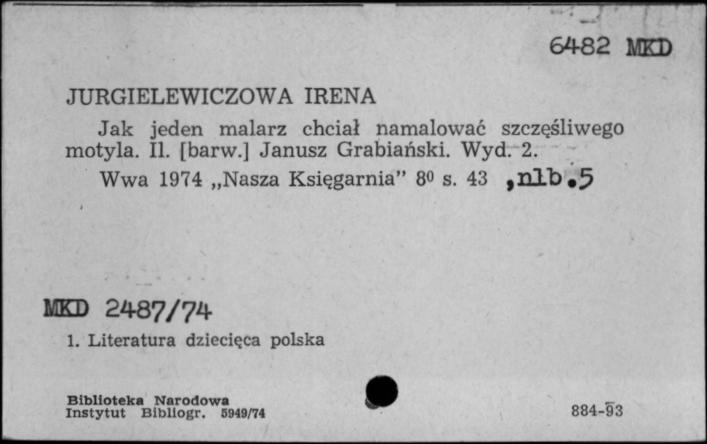 6482 MKD
JURGIELEWICZOWA IRENA
Jak jeden malarz chciał namalować szczęśliwego
motyla. Il. [barw.] Janusz Grabiański. Wyd. 2.
Wwa 1974 „Nasza Księgarnia” 8⁰ s. 43 ,nlb.5
MKD 2487/74
1. Literatura dziecięca polska
Biblioteka Narodowa
Instytut Bibliogr. 5949/74
884-93